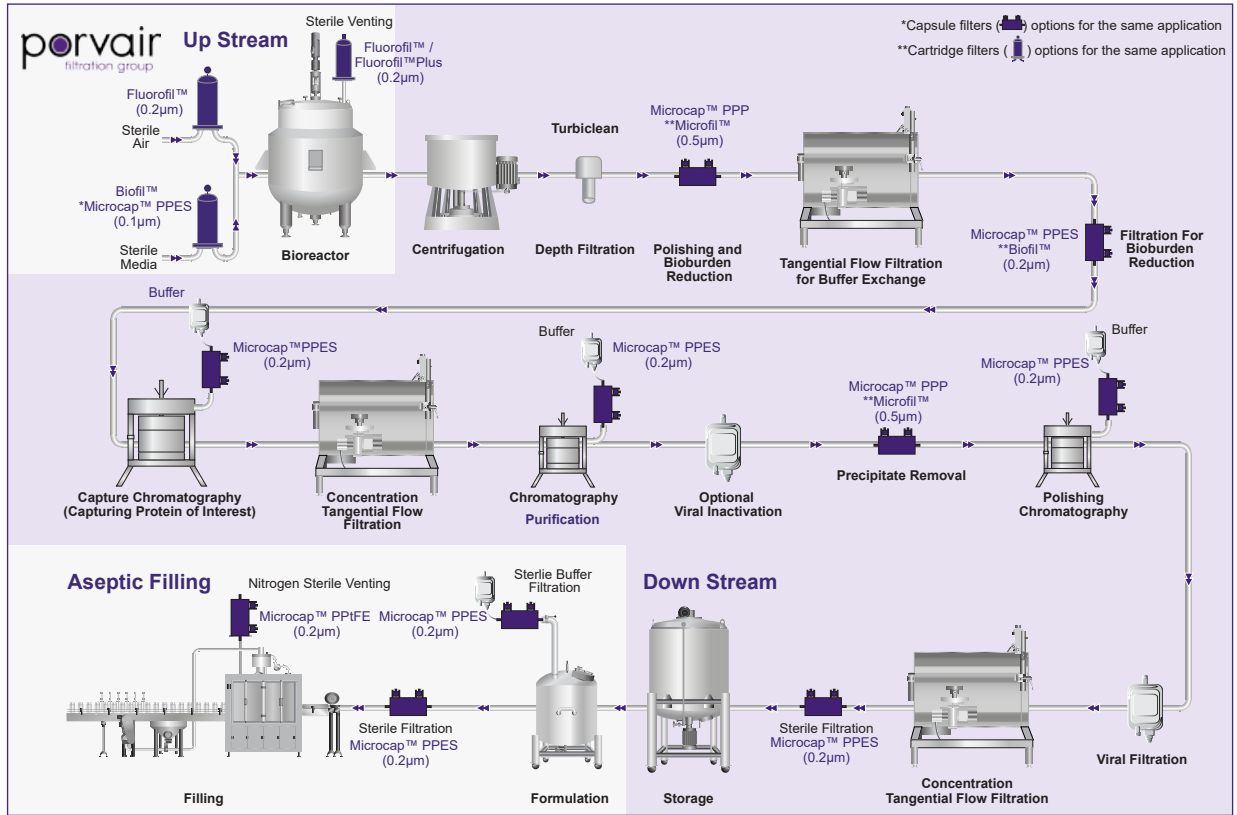 porvair
filtration group
Up Stream
Sterile Venting
Fluorofil™ /
Fluorofil™Plus
(0.2μm)
*Capsule filters ( ) options for the same application
**Cartridge filters ( ) options for the same application
Fluorofil™
(0.2μm)
Sterile
Air
Biofil™
*Microcap™ PPES
(0.1μm)
Sterile
Media
Bioreactor
Centrifugation
Turbiclean
Depth Filtration
Microcap™ PPP
**Microfil™
(0.5μm)
Polishing and
Bioburden
Reduction
Tangential Flow Filtration
for Buffer Exchange
Microcap™ PPES
**Biofil™
(0.2μm)
Filtration For
Bioburden
Reduction
Buffer
Microcap™PPES
(0.2μm)
Capture Chromatography
(Capturing Protein of Interest)
Concentration
Tangential Flow
Filtration
Buffer
Microcap™ PPES
(0.2μm)
Chromatography
Purification
Optional
Viral Inactivation
Microcap™ PPP
**Microfil™
(0.5μm)
Precipitate Removal
Buffer
Microcap™ PPES
(0.2μm)
Polishing
Chromatography
Aseptic Filling
Nitrogen Sterile Venting
Microcap™ PPtFE
(0.2μm)
Sterlie Buffer
Filtration
Microcap™ PPES
(0.2μm)
Sterile Filtration
Microcap™ PPES
(0.2μm)
Filling
Formulation
Down Stream
Storage
Sterile Filtration
Microcap™ PPES
(0.2μm)
Concentration
Tangential Flow Filtration
Viral Filtration